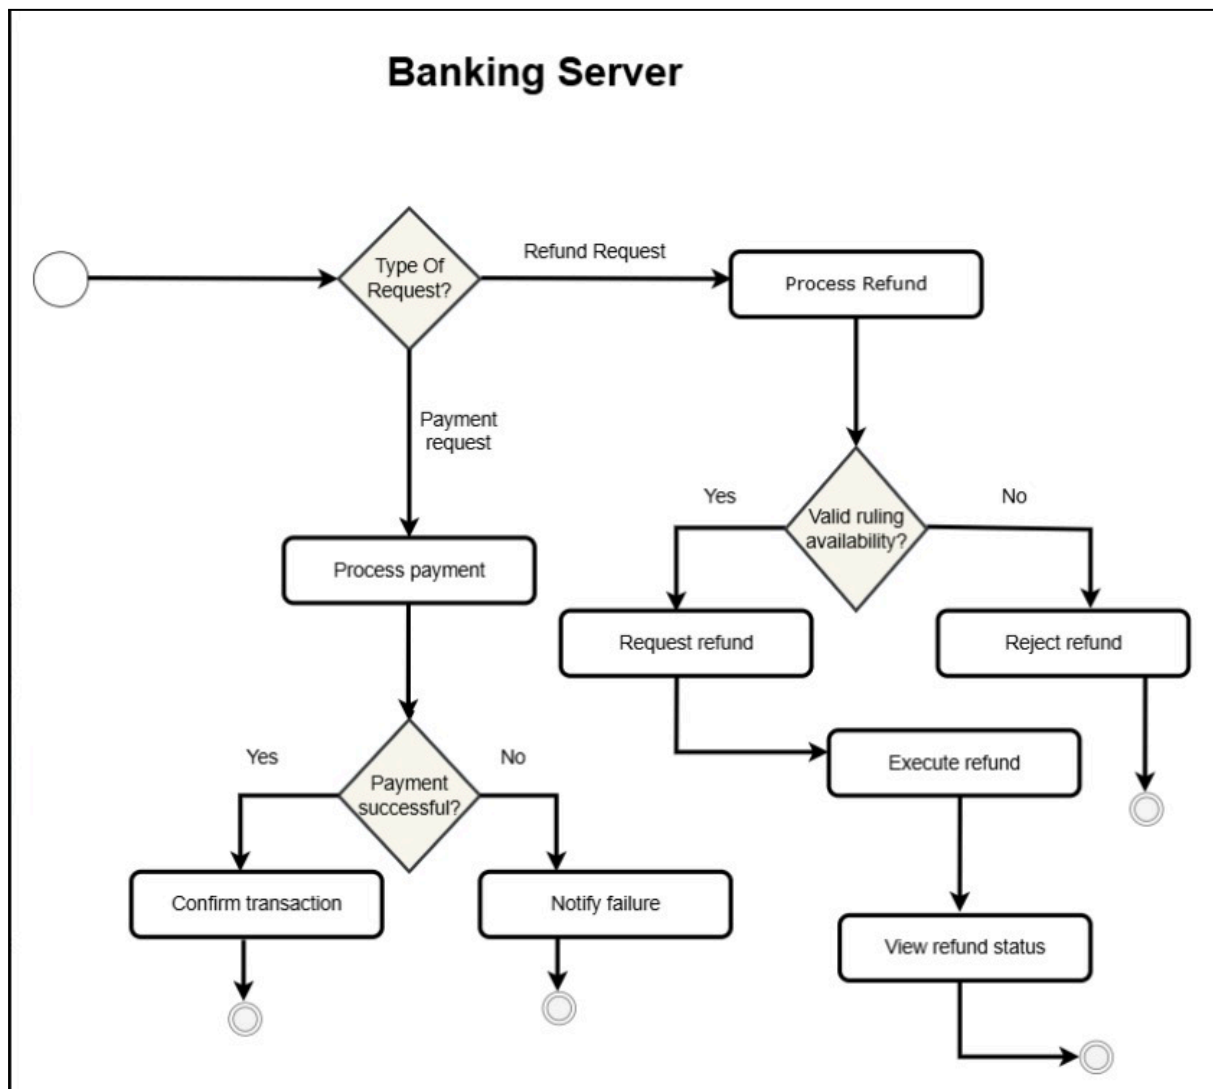 Banking Server
Refund Request
Type Of
Request?
Process Refund
Payment
request
Yes
No
Valid ruling
availability?
Process payment
Request refund
Reject refund
Yes
No
Execute refund
Payment
successful?
Confirm transaction
Notify failure
View refund status